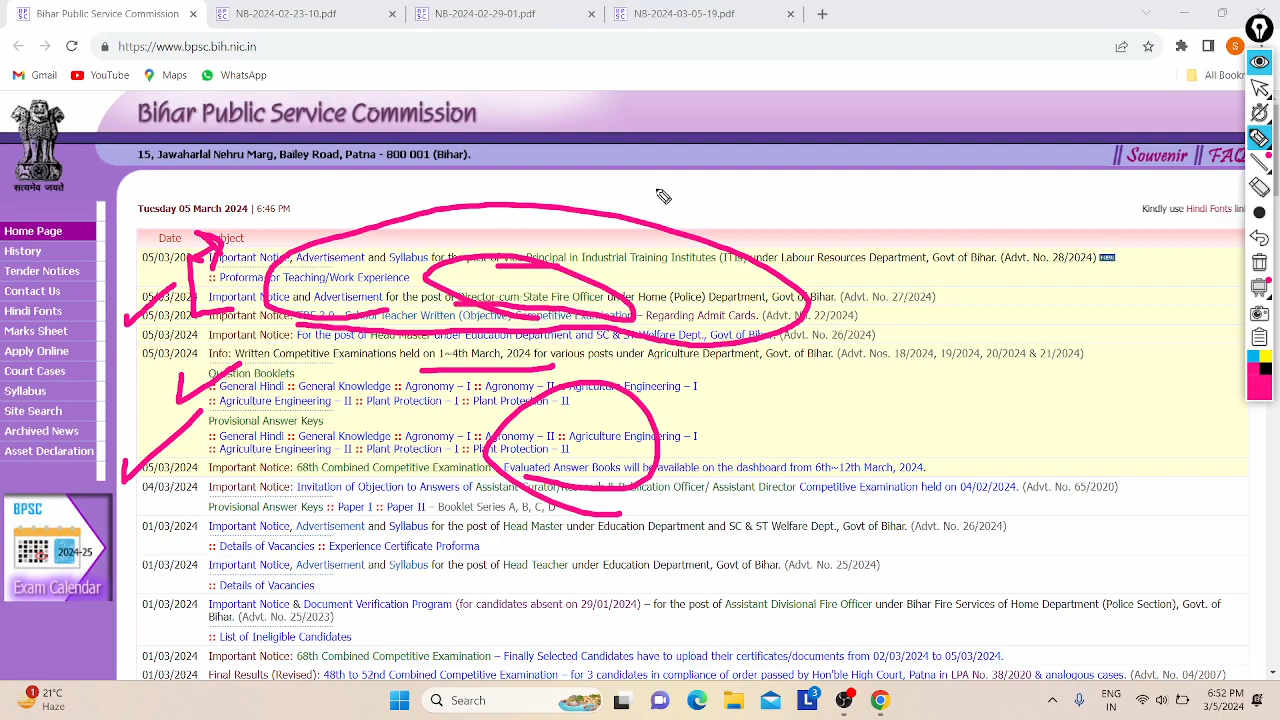 NB-2024-02-23-10.pdf
NB-2024-02-29-01.pdf
NB-2024-03-05-19.pdf
https://www.bpsc.bih.nic.in
S
Gmail YouTube Maps WhatsApp
Bihar Public Service Commission
15, Jawaharlal Nehru Marg, Bailey Road, Patna - 800 001 (Bihar).
|| Souvenir || FAQ
सत्यमेव जयते
Home Page
History
Tender Notices
Contact Us
Hindi Fonts
Marks Sheet
Apply Online
Court Cases
Syllabus
Site Search
Archived News
Asset Declaration
BPSC
2024-25
Exam Calendar
Tuesday 05 March 2024 | 6:46 PM
Kindly use Hindi Fonts
Date
05/03/2024 Important Notice, Advertisement and Syllabus for the post of Vice Principal in Industrial Training Institutes (ITIs) under Labour Resources Department, Govt of Bihar. (Advt. No. 28/2024) NEW
:: Proforma for Teaching/Work Experience
05/03/2024 Important Notice and Advertisement for the post of Director-cum-State Fire Officer under Home (Police) Department, Govt of Bihar. (Advt. No. 27/2024)
05/03/2024 Important Notice: TRE 3.0 - School Teacher Written (Objective) Competitive Examination – Regarding Admit Cards. (Advt. No. 22/2024)
05/03/2024 Important Notice: For the post of Head Master under Education Department and SC & ST Welfare Dept., Govt of Bihar. (Advt. No. 26/2024)
05/03/2024 Info: Written Competitive Examinations held on 1~4th March, 2024 for various posts under Agriculture Department, Govt. of Bihar. (Advt. Nos. 18/2024, 19/2024, 20/2024 & 21/2024)
Question Booklets
:: General Hindi :: General Knowledge :: Agronomy – I :: Agronomy – II :: Agriculture Engineering – I
:: Agriculture Engineering – II :: Plant Protection – I :: Plant Protection – II
Provisional Answer Keys
:: General Hindi :: General Knowledge :: Agronomy – I :: Agronomy – II :: Agriculture Engineering – I
:: Agriculture Engineering – II :: Plant Protection – I :: Plant Protection – II
05/03/2024 Important Notice: 68th Combined Competitive Examination – Evaluated Answer Books will be available on the dashboard from 6th~12th March, 2024.
04/03/2024 Important Notice: Invitation of Objection to Answers of Assistant Curator/Research & Publication Officer/ Assistant Director Competitive Examination held on 04/02/2024. (Advt. No. 65/2020)
Provisional Answer Keys :: Paper I :: Paper II – Booklet Series A, B, C, D
01/03/2024 Important Notice, Advertisement and Syllabus for the post of Head Master under Education Department and SC & ST Welfare Dept., Govt of Bihar. (Advt. No. 26/2024)
:: Details of Vacancies :: Experience Certificate Proforma
01/03/2024 Important Notice, Advertisement and Syllabus for the post of Head Teacher under Education Department, Govt of Bihar. (Advt. No. 25/2024)
:: Details of Vacancies
01/03/2024 Important Notice & Document Verification Program (for candidates absent on 29/01/2024) – for the post of Assistant Divisional Fire Officer under Bihar Fire Services of Home Department (Police Section), Govt. of
Bihar. (Advt. No. 25/2023)
:: List of Ineligible Candidates
01/03/2024 Important Notice: 68th Combined Competitive Examination – Finally Selected Candidates have to upload their certificates/documents from 02/03/2024 to 05/03/2024.
01/03/2024 Final Results (Revised): 48th to 52nd Combined Competitive Examination – for 3 candidates in compliance of order passed by Hon'ble High Court, Patna in LPA No. 38/2020 & analogous cases. (Advt. No. 04/2007)
1
21°C
Haze
Search
L
3
ENG
IN
6:52 PM
3/5/2024